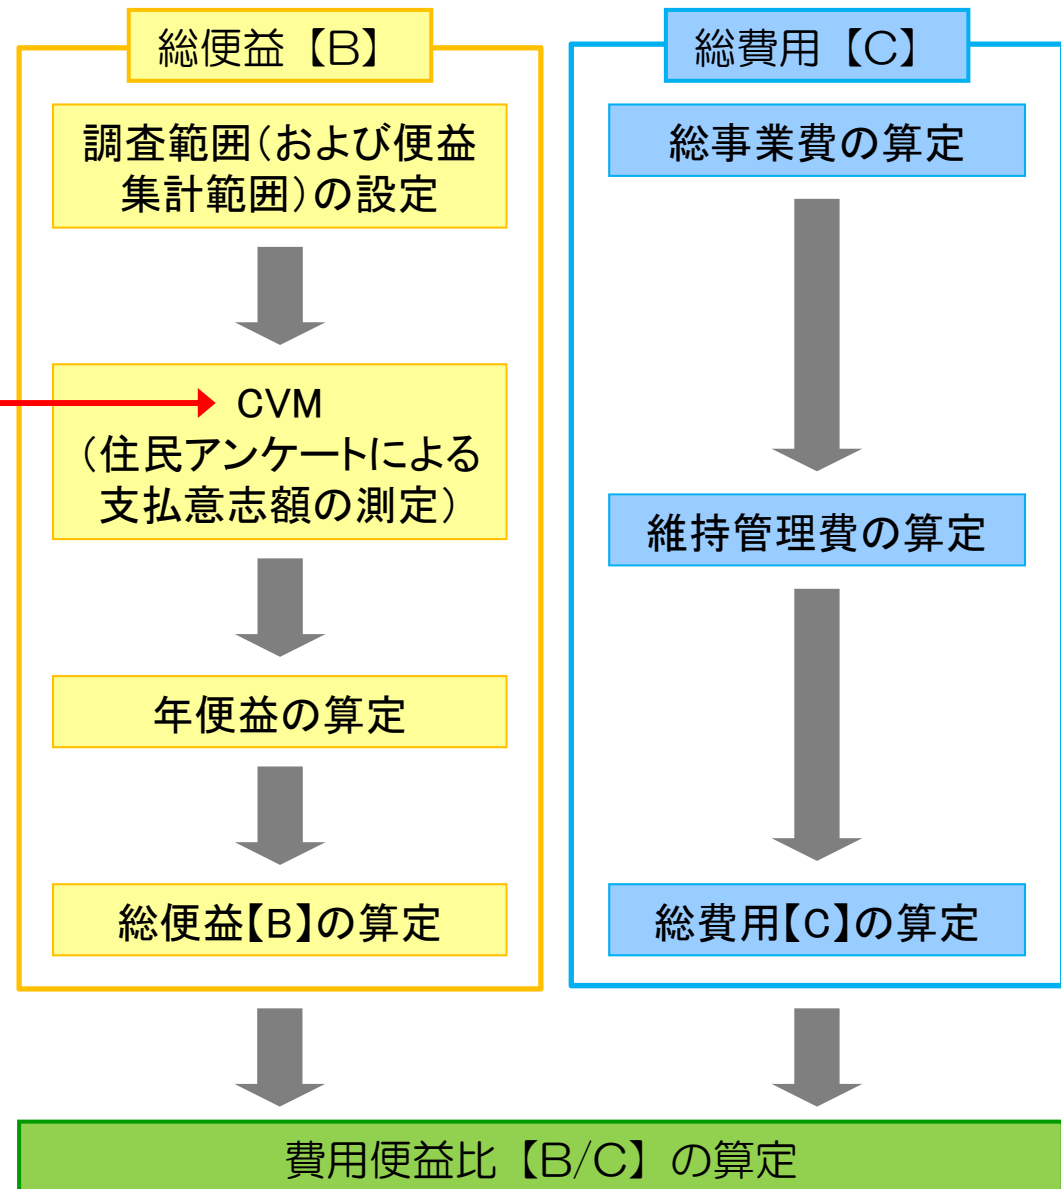 総便益【B】
調査範囲(および便益
集計範囲)の設定
CVM
(住民アンケートによる
支払意志額の測定)
年便益の算定
総便益【B】の算定
総費用【C】
総事業費の算定
維持管理費の算定
総費用【C】の算定
費用便益比【B/C】の算定